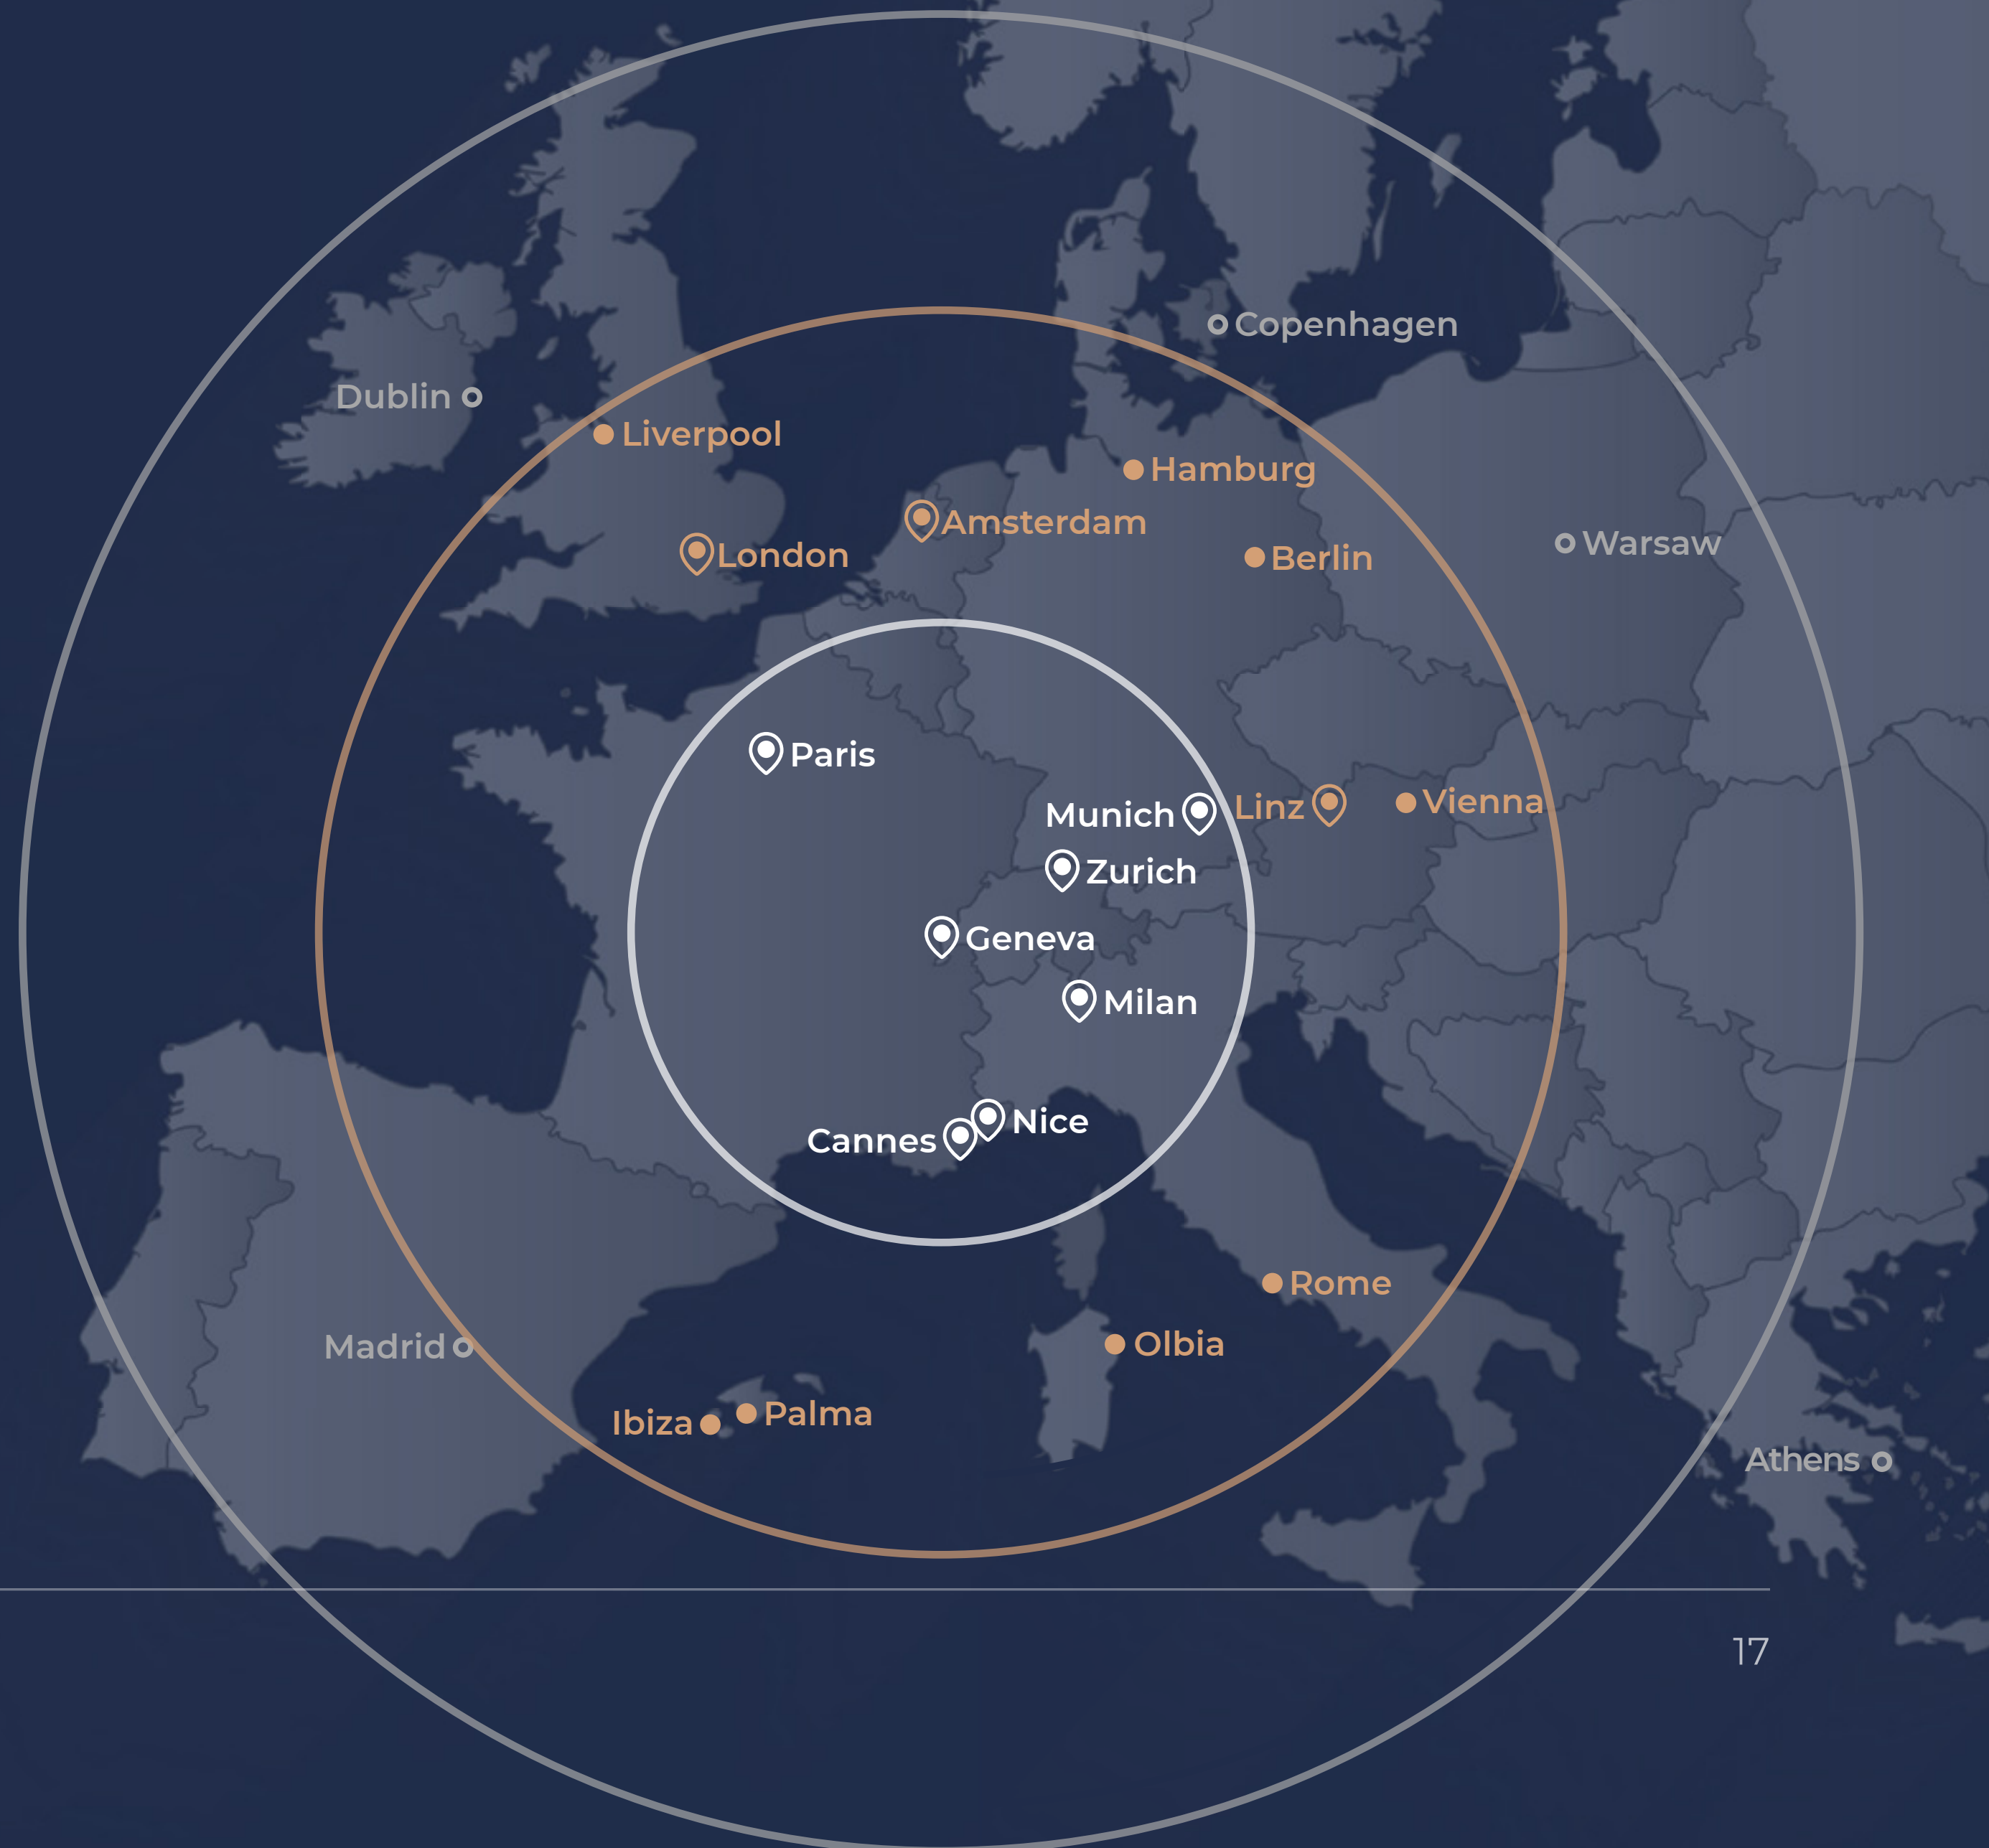 Copenhagen
Dublin
Liverpool
Hamburg
Amsterdam
London
Warsaw
Berlin
Paris
Munich
Linz
Vienna
Zurich
Geneva
Milan
Nice
Cannes
Rome
Madrid
Olbia
Ibiza
Palma
Athens
17